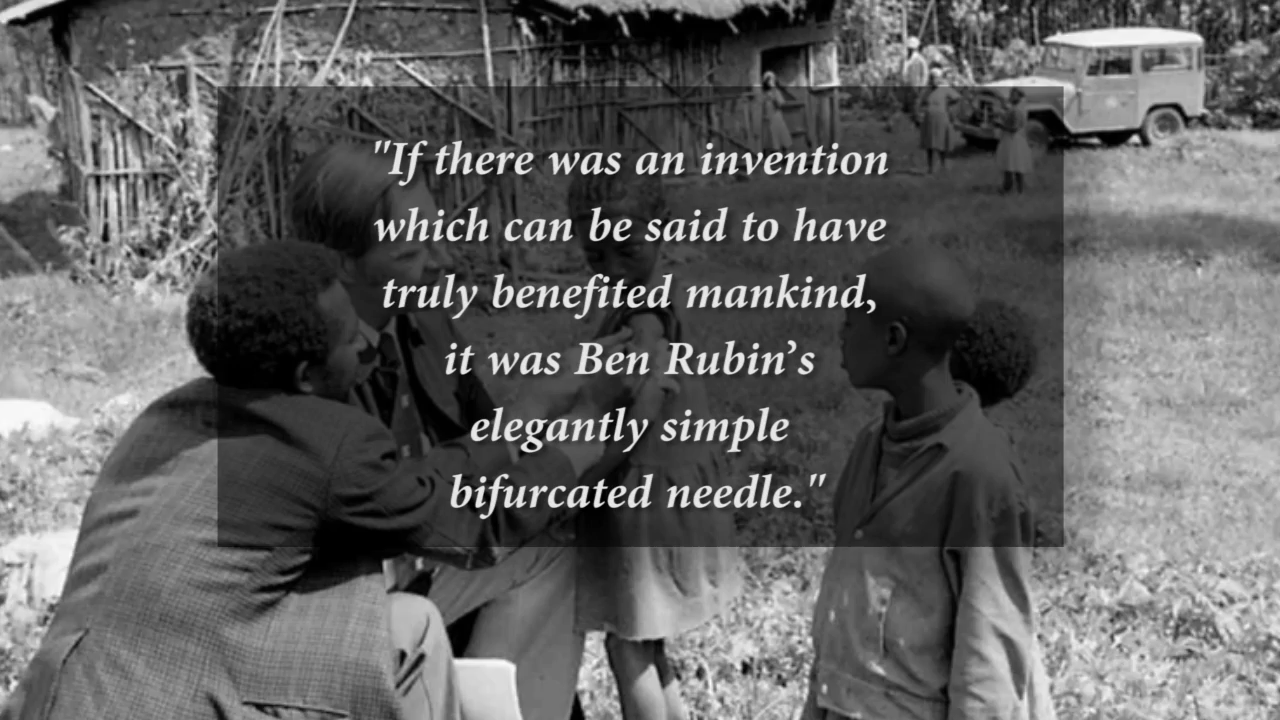 "If there was an invention
which can be said to have
truly benefited mankind,
it was Ben Rubin’s
elegantly simple
bifurcated needle."